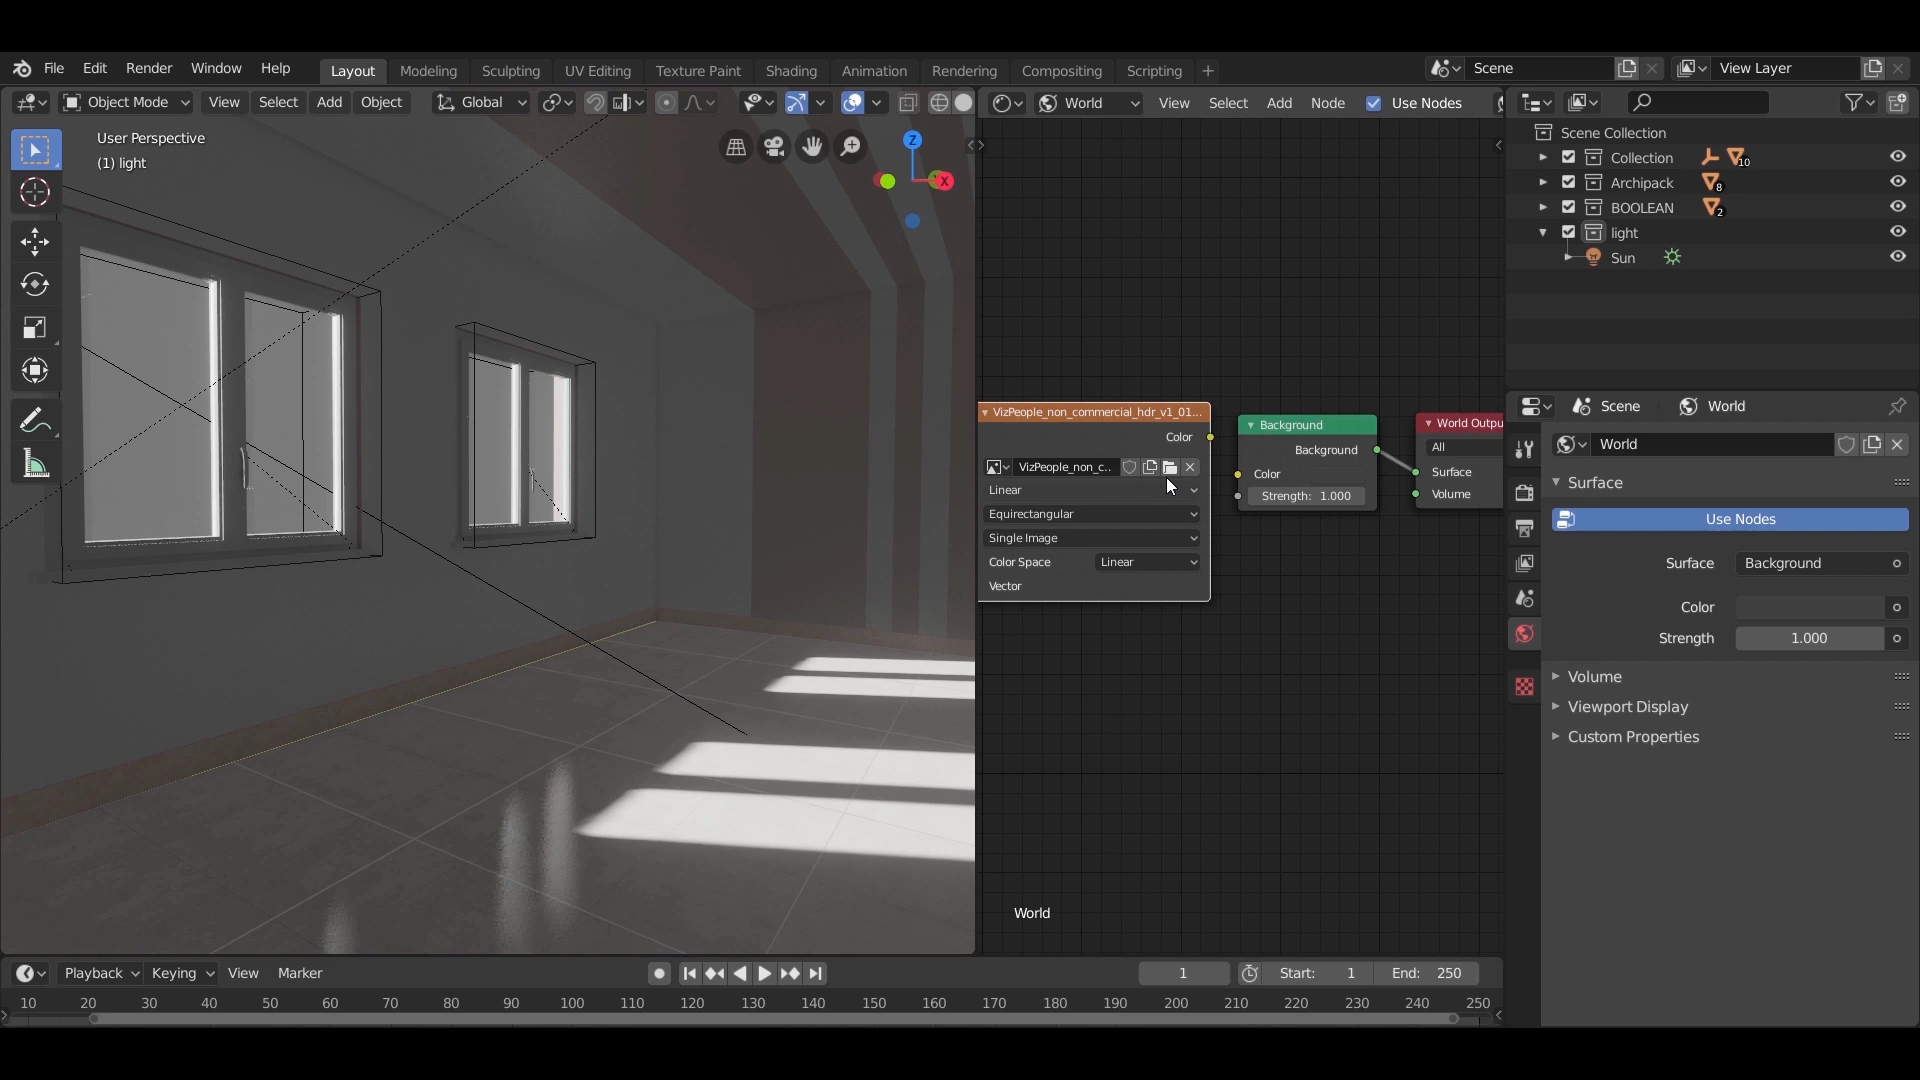 File Edit Render Window Help Layout Modeling Sculpting UV Editing Texture Paint Shading Animation Rendering Compositing Scripting + Scene View Layer
Object Mode View Select Add Object Global World View Select Add Node Use Nodes
User Perspective
(1) light
Z
X
Scene Collection
Collection 10
Archipack 8
BOOLEAN 2
light
Sun
VizPeople_non_commercial_hdr_v1_01...
Color
VizPeople_non_c..
Linear
Equirectangular
Single Image
Color Space Linear
Vector
Background
Background
Color
Strength: 1.000
World Outpu
All
Surface
Volume
World
Scene World
World
Surface
Use Nodes
Surface Background
Color
Strength 1.000
Volume
Viewport Display
Custom Properties
Playback Keying View Marker 1 Start: 1 End: 250
10 20 30 40 50 60 70 80 90 100 110 120 130 140 150 160 170 180 190 200 210 220 230 240 250